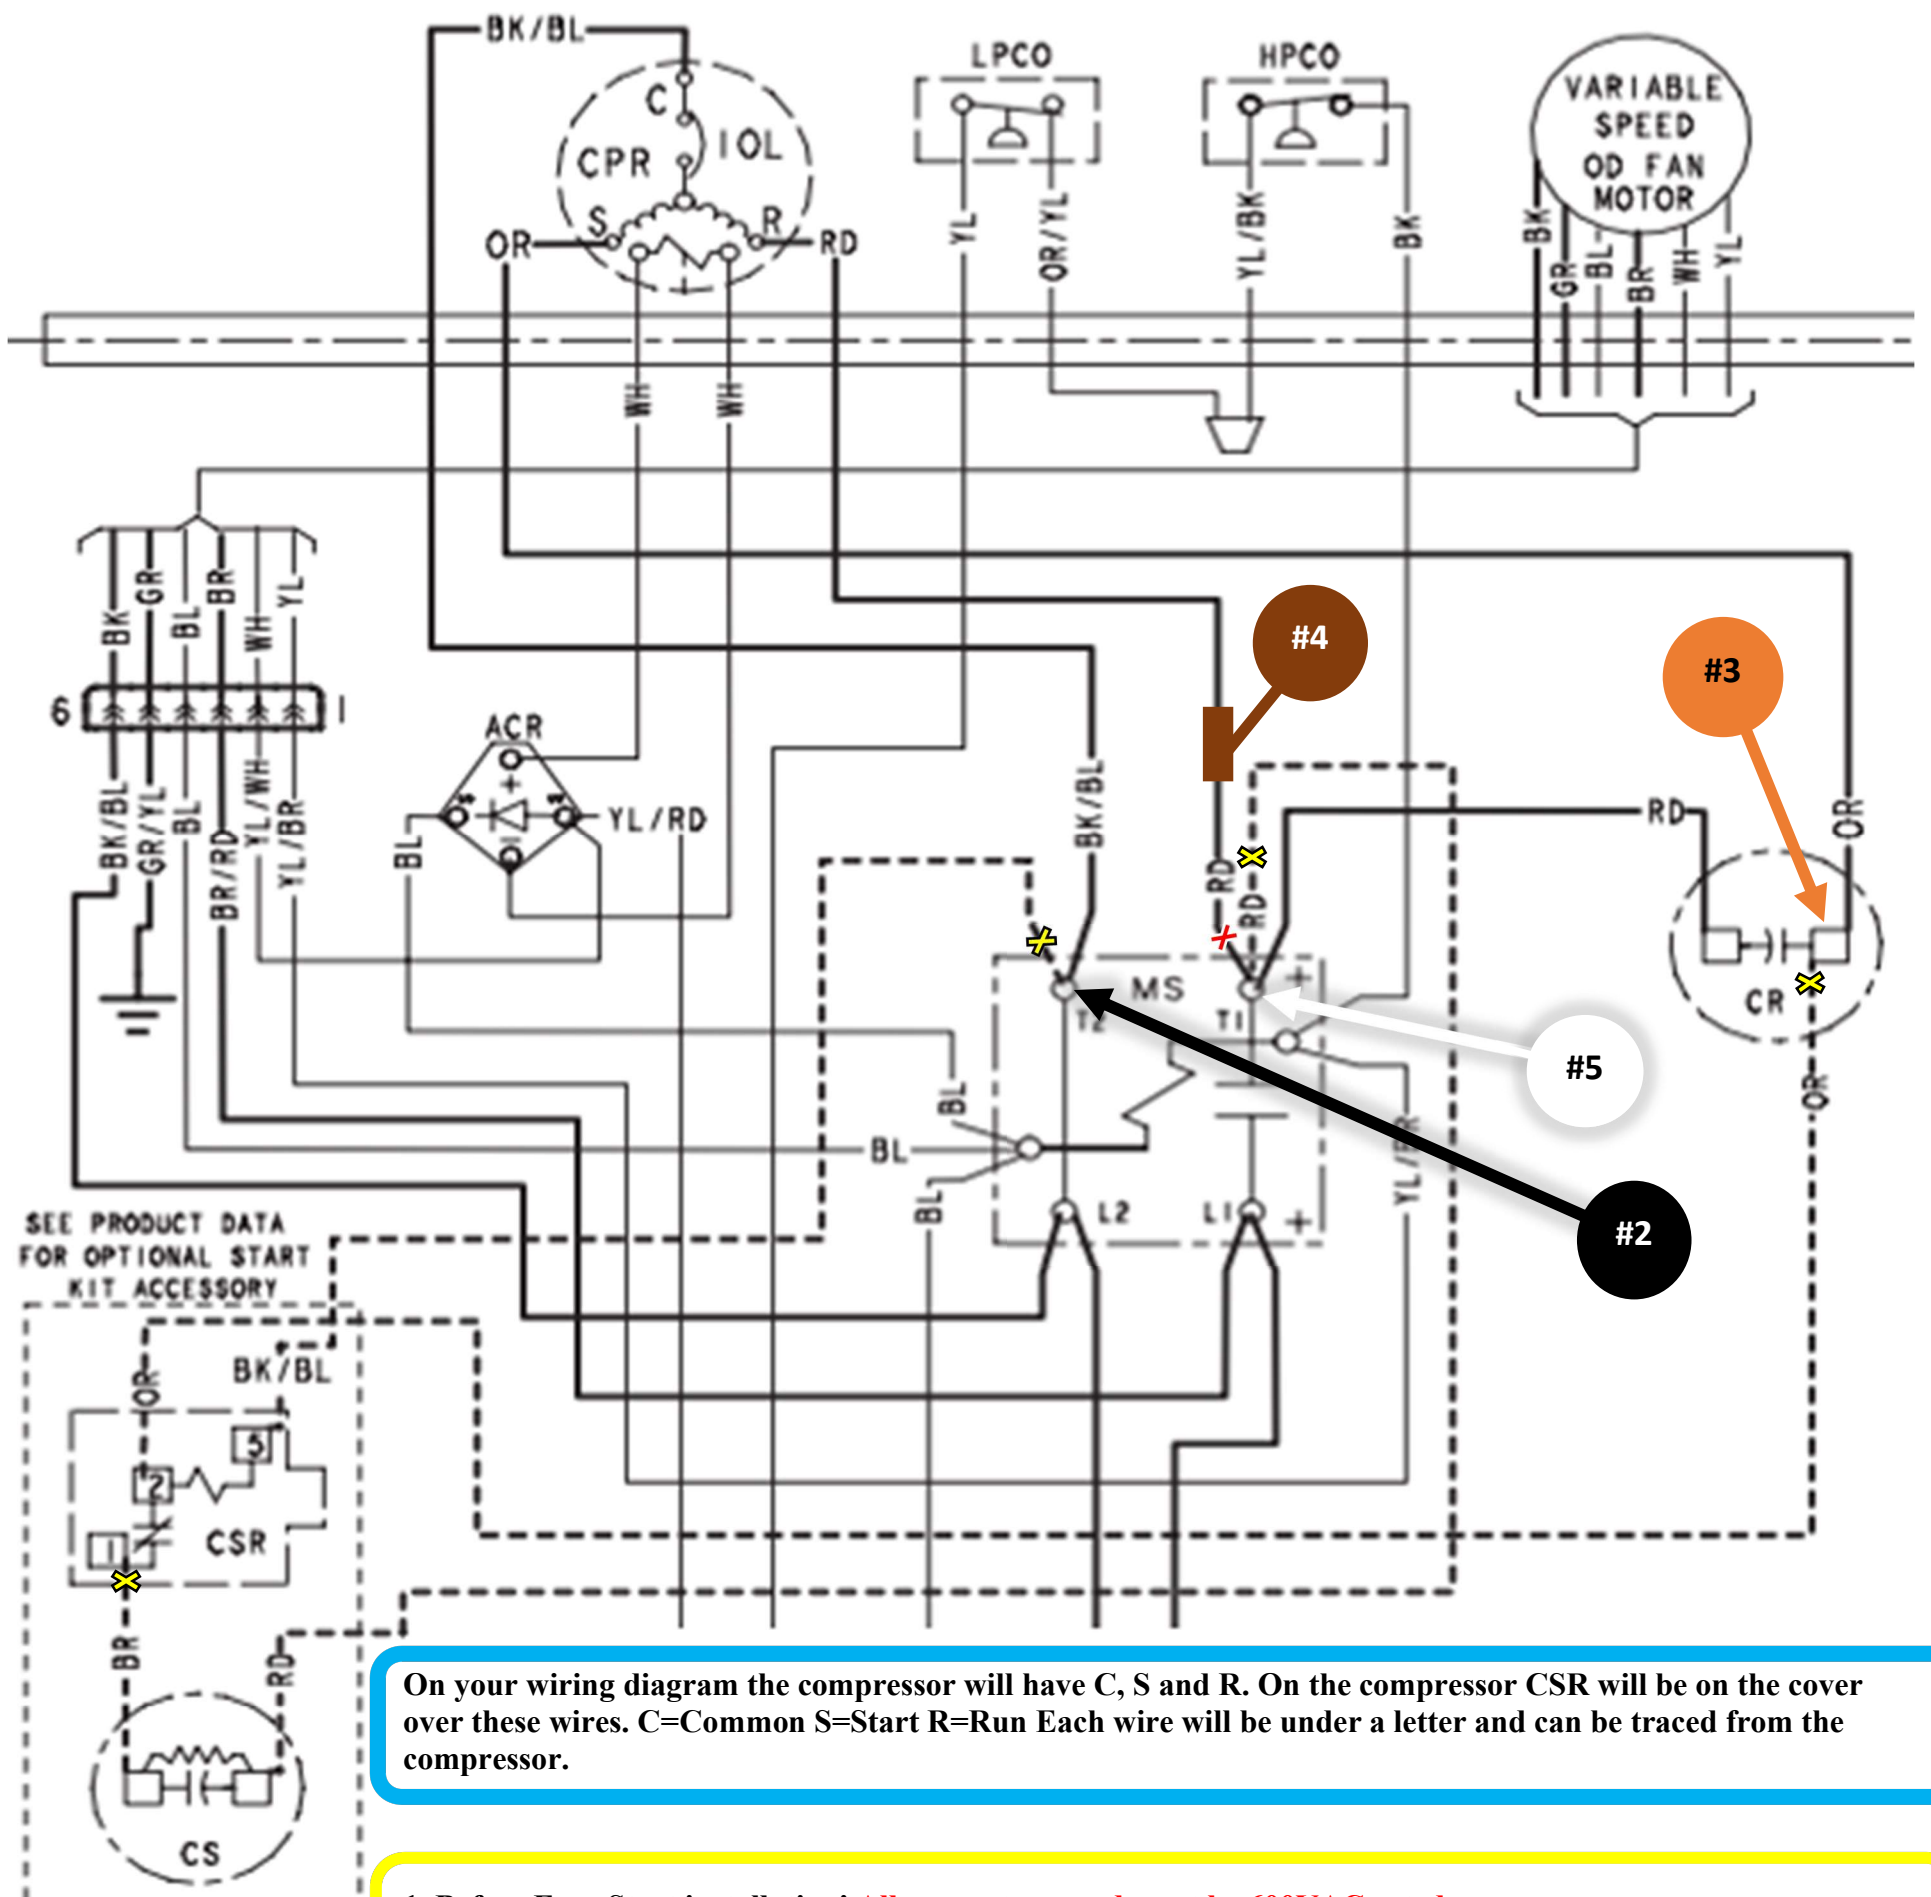 BK/BL
LPCO
HPCO
VARIABLE
SPEED
OD FAN
MOTOR
C
IOL
CPR
S
R
OR
RD
YL
OR/YL
YL/BK
BK
BK
GR
BL
BR
WH
YL
WH
WH
BK
GR
BL
BR
WH
YL
6
1
#4
#3
ACR
+
YL/RD
BL
BK/BL
GR/YL
BL
BR/RD
YL/WH
YL/BR
BK/BL
RD
RD
RD
OR
MS
+
T2
T1
CR
#5
OR
BL
BL
BL
YL/BR
L2
L1
+
#2
SEE PRODUCT DATA
FOR OPTIONAL START
KIT ACCESSORY
OR
BK/BL
5
2
1
CSR
BR
RD
CS
On your wiring diagram the compressor will have C, S and R. On the compressor CSR will be on the cover
over these wires. C=Common S=Start R=Run Each wire will be under a letter and can be traced from the
compressor.